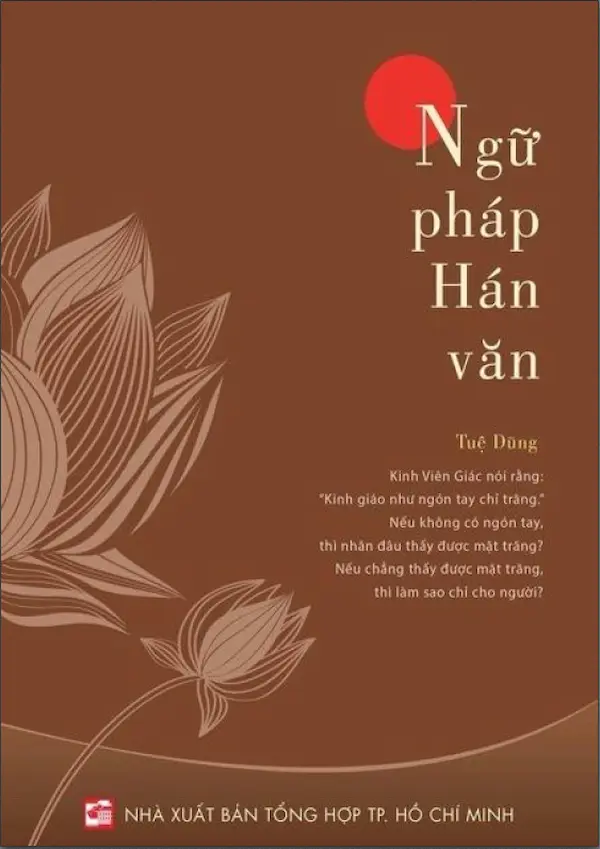 Ngữ
pháp
Hán
văn
Tuệ Dũng
Kinh Viên Giác nói rằng:
"Kinh giáo như ngón tay chỉ trăng."
Nếu không có ngón tay,
thì nhân đâu thấy được mặt trăng?
Nếu chẳng thấy được mặt trăng,
thì làm sao chỉ cho người?
NHÀ XUẤT BẢN TỔNG HỢP TP. HỒ CHÍ MINH